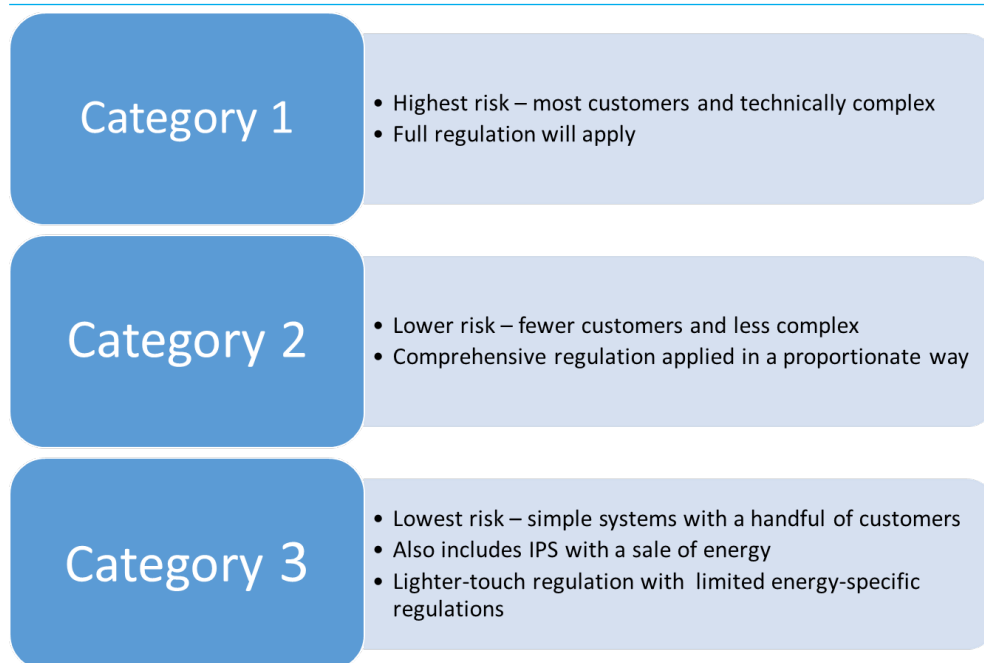 Category 1
• Highest risk – most customers and technically complex
• Full regulation will apply
Category 2
• Lower risk – fewer customers and less complex
• Comprehensive regulation applied in a proportionate way
Category 3
• Lowest risk – simple systems with a handful of customers
• Also includes IPS with a sale of energy
• Lighter-touch regulation with limited energy-specific
regulations